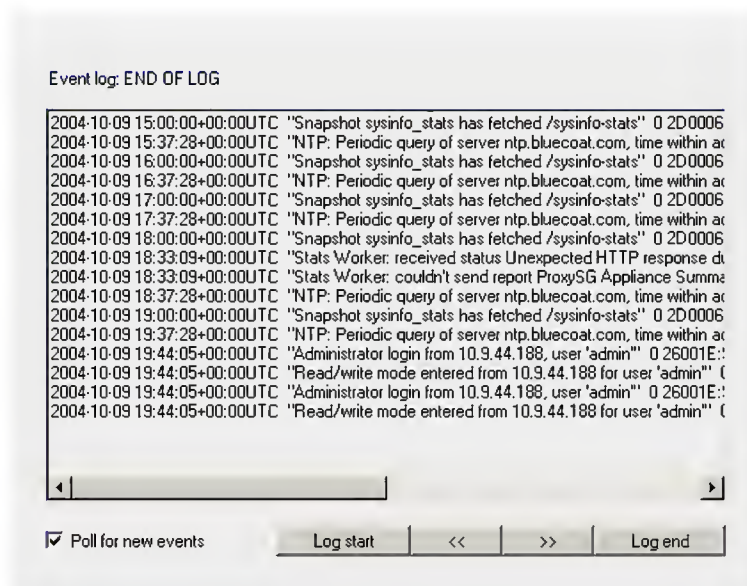 Event log: END OF LOG
2004-10-09 15:00:00+00:00UTC "Snapshot sysinfo_stats has fetched /sysinfo-stats" 0 2D0006
2004-10-09 15:37:28+00:00UTC "NTP: Periodic query of server ntp.bluecoat.com, time within ac
2004-10-09 16:00:00+00:00UTC "Snapshot sysinfo_stats has fetched /sysinfo-stats" 0 2D0006
2004-10-09 16:37:28+00:00UTC "NTP: Periodic query of server ntp.bluecoat.com, time within ac
2004-10-09 17:00:00+00:00UTC "Snapshot sysinfo_stats has fetched /sysinfo-stats" 0 2D0006
2004-10-09 17:37:28+00:00UTC "NTP: Periodic query of server ntp.bluecoat.com, time within ac
2004-10-09 18:00:00+00:00UTC "Snapshot sysinfo_stats has fetched /sysinfo-stats" 0 2D0006
2004-10-09 18:33:09+00:00UTC "Stats Worker: received status Unexpected HTTP response du
2004-10-09 18:33:09+00:00UTC "Stats Worker: couldn't send report ProxySG Appliance Summa
2004-10-09 18:37:28+00:00UTC "NTP: Periodic query of server ntp.bluecoat.com, time within ac
2004-10-09 19:00:00+00:00UTC "Snapshot sysinfo_stats has fetched /sysinfo-stats" 0 2D0006
2004-10-09 19:37:28+00:00UTC "NTP: Periodic query of server ntp.bluecoat.com, time within ac
2004-10-09 19:44:05+00:00UTC "Administrator login from 10.9.44.188, user 'admin'" 0 26001E:
2004-10-09 19:44:05+00:00UTC "Read/write mode entered from 10.9.44.188 for user 'admin'"
2004-10-09 19:44:05+00:00UTC "Administrator login from 10.9.44.188, user 'admin'" 0 26001E:
2004-10-09 19:44:05+00:00UTC "Read/write mode entered from 10.9.44.188 for user 'admin'"
Poll for new events Log start << >> Log end